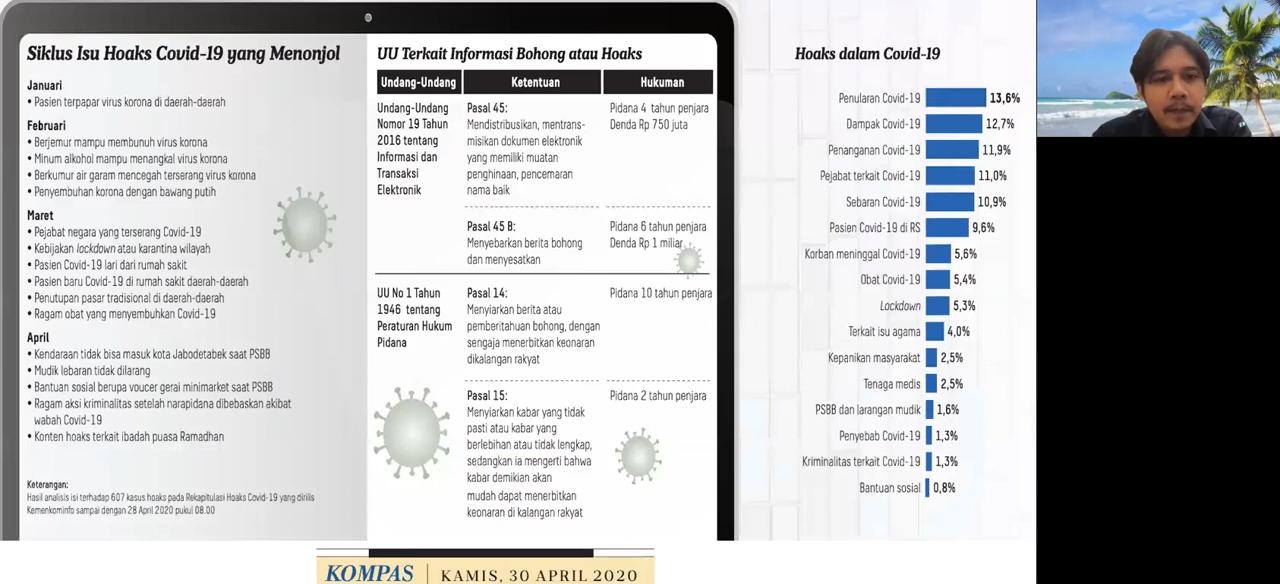 Siklus Isu Hoaks Covid-19 yang Menonjol
Januari
• Pasien terpapar virus korona di daerah-daerah
Februari
• Berjemur mampu membunuh virus korona
• Minum alkohol mampu menangkal virus korona
• Berkumur air garam mencegah terserang virus korona
• Penyembuhan korona dengan bawang putih
Maret
• Pejabat negara yang terserang Covid-19
• Kebijakan lockdown atau karantina wilayah
• Pasien Covid-19 lari dari rumah sakit
• Pasien baru Covid-19 di rumah sakit daerah-daerah
• Penutupan pasar tradisional di daerah-daerah
• Ragam obat yang menyembuhkan Covid-19
April
• Kendaraan tidak bisa masuk kota Jabodetabek saat PSBB
• Mudik lebaran tidak dilarang
• Bantuan sosial berupa voucer gerai minimarket saat PSBB
• Ragam aksi kriminalitas setelah narapidana dibebaskan akibat
wabah Covid-19
• Konten hoaks terkait ibadah puasa Ramadhan
Keterangan:
Hasil analisis isi terhadap 607 kasus hoaks pada Rekapitulasi Hoaks Covid-19 yang dirilis
Kemenkominfo sampai dengan 28 April 2020 pukul 08.00
UU Terkait Informasi Bohong atau Hoaks
Undang-Undang Ketentuan Hukuman
Undang-Undang
Nomor 19 Tahun
2016 tentang
Informasi dan
Transaksi
Elektronik
Pasal 45:
Mendistribusikan, mentrans-
misikan dokumen elektronik
yang memiliki muatan
penghinaan, pencemaran
nama baik
Pidana 4 tahun penjara
Denda Rp 750 juta
Pasal 45 B:
Menyebarkan berita bohong
dan menyesatkan
Pidana 6 tahun penjara
Denda Rp 1 miliar
UU No 1 Tahun
1946 tentang
Peraturan Hukum
Pidana
Pasal 14:
Menyiarkan berita atau
pemberitahuan bohong, dengan
sengaja menerbitkan keonaran
dikalangan rakyat
Pidana 10 tahun penjara
Pasal 15:
Menyiarkan kabar yang tidak
pasti atau kabar yang
berlebihan atau tidak lengkap,
sedangkan ia mengerti bahwa
kabar demikian akan
mudah dapat menerbitkan
keonaran di kalangan rakyat
Pidana 2 tahun penjara
Hoaks dalam Covid-19
Penularan Covid-19 13,6%
Dampak Covid-19 12,7%
Penanganan Covid-19 11,9%
Pejabat terkait Covid-19 11,0%
Sebaran Covid-19 10,9%
Pasien Covid-19 di RS 9,6%
Korban meninggal Covid-19 5,6%
Obat Covid-19 5,4%
Lockdown 5,3%
Terkait isu agama 4,0%
Kepanikan masyarakat 2,5%
Tenaga medis 2,5%
PSBB dan larangan mudik 1,6%
Penyebab Covid-19 1,3%
Kriminalitas terkait Covid-19 1,3%
Bantuan sosial 0,8%
KOMPAS | KAMIS, 30 APRIL 2020